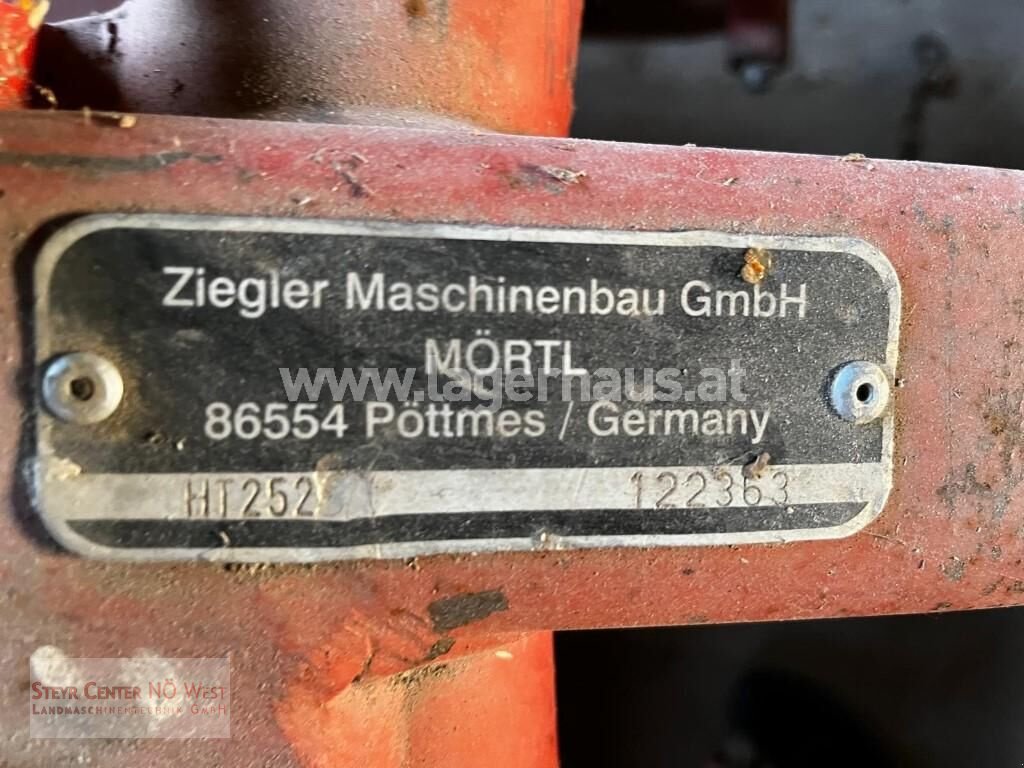 Ziegler Maschinenbau GmbH
MÖRTL
www.lagerhaus.at
86554 Pöttmes / Germany
122363
STEYR CENTER NÖ WEST
LANDMASCHINENTECHNIK GMBH